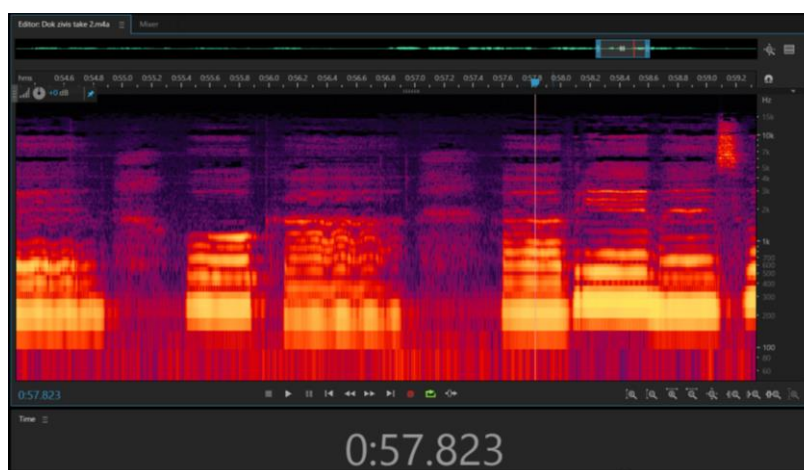 Editor: Dok zivis take 2.m4a ☰ Mixer
hms 0:54.6 0:54.8 0:55.0 0:55.2 0:55.4 0:55.6 0:55.8 0:56.0 0:56.2 0:56.4 0:56.6 0:56.8 0:57.0 0:57.2 0:57.4 0:57.6 0:57.8 0:58.0 0:58.2 0:58.4 0:58.6 0:58.8 0:59.0 0:59.2
+0 dB
Hz
15k
10k
7k
5k
4k
3k
2k
1k
700
600
500
400
300
200
100
80
60
0:57.823
Time ☰
0:57.823